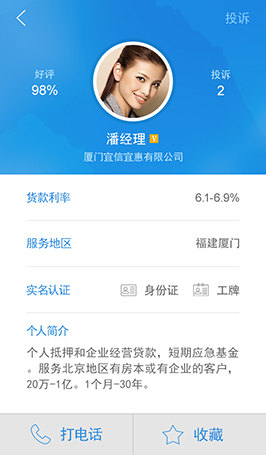 投诉
好评
98%
投诉
2
潘经理 V
厦门宜信宜惠有限公司
货款利率 6.1-6.9%
服务地区 福建厦门
实名认证 身份证 工牌
个人简介
个人抵押和企业经营贷款，短期应急基金
。服务北京地区有房本或有企业的客户，
20万-1亿。1个月-30年。
打电话 收藏